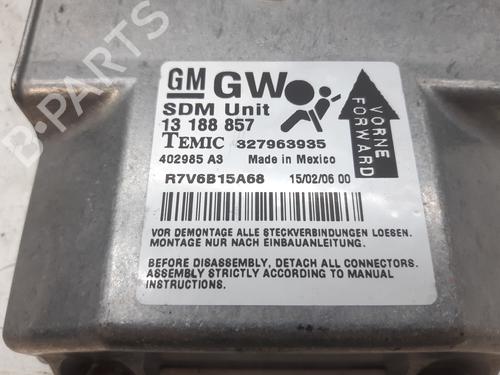 B-PARTS
GM GW
SDM Unit
13 188 857
TEMIC 327963935
402985 A3 Made in Mexico
VORNE
FORWARD
R7V6B15A68 15/02/06 00
VOR DEMONTAGE ALLE STECKVERBINDUNGEN LOESEN.
MONTAGE NUR NACH EINBAUANLEITUNG.
BEFORE DISASSEMBLY, DETACH ALL CONNECTORS.
ASSEMBLY STRICTLY ACCORDING TO MANUAL
INSTRUCTIONS.